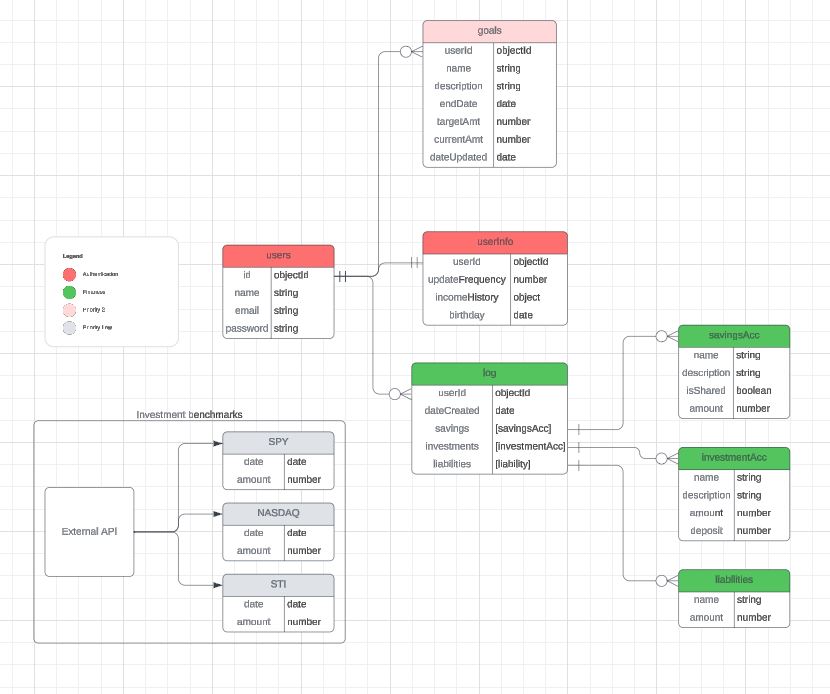 goals
userId objectId
name string
description string
endDate date
targetAmt number
currentAmt number
dateUpdated date
Legend
Authentication
Finances
Priority 2
Priority Low
users
id objectId
name string
email string
password string
userInfo
userId objectId
updateFrequency number
incomeHistory object
birthday date
log
userId objectId
dateCreated date
savings [savingsAcc]
investments [investmentAcc]
liabilities [liability]
savingsAcc
name string
description string
isShared boolean
amount number
investmentAcc
name string
description string
amount number
deposit number
liabilities
name string
amount number
Investment benchmarks
External API
SPY
date date
amount number
NASDAQ
date date
amount number
STI
date date
amount number